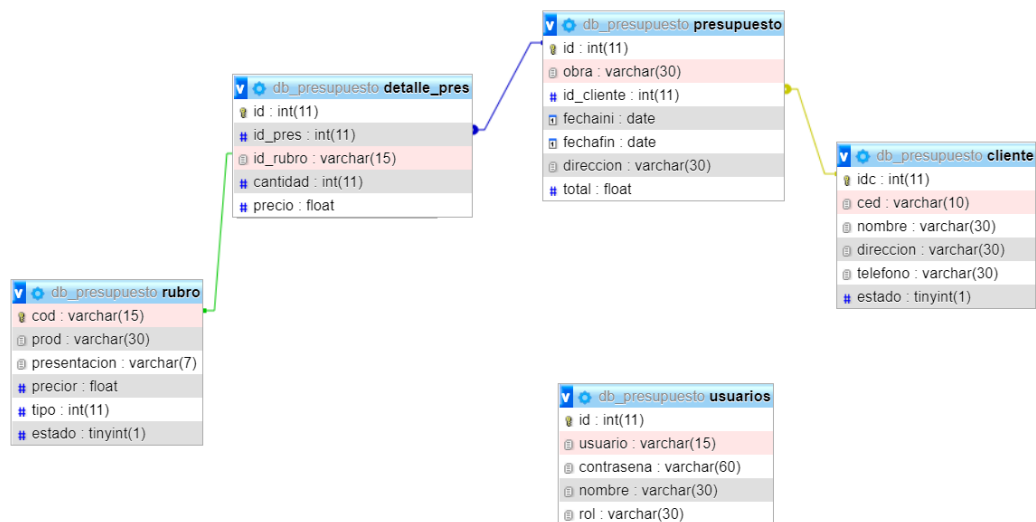 v db_presupuesto presupuesto
id : int(11)
obra : varchar(30)
# id_cliente : int(11)
fechaini : date
fechafin : date
direccion : varchar(30)
# total : float
v db_presupuesto detalle_pres
id : int(11)
# id_pres : int(11)
id_rubro : varchar(15)
# cantidad : int(11)
# precio : float
v db_presupuesto cliente
idc : int(11)
ced : varchar(10)
nombre : varchar(30)
direccion : varchar(30)
telefono : varchar(30)
# estado : tinyint(1)
v db_presupuesto rubro
cod : varchar(15)
prod : varchar(30)
presentacion : varchar(7)
# precior : float
# tipo : int(11)
# estado : tinyint(1)
v db_presupuesto usuarios
id : int(11)
usuario : varchar(15)
contrasena : varchar(60)
nombre : varchar(30)
rol : varchar(30)